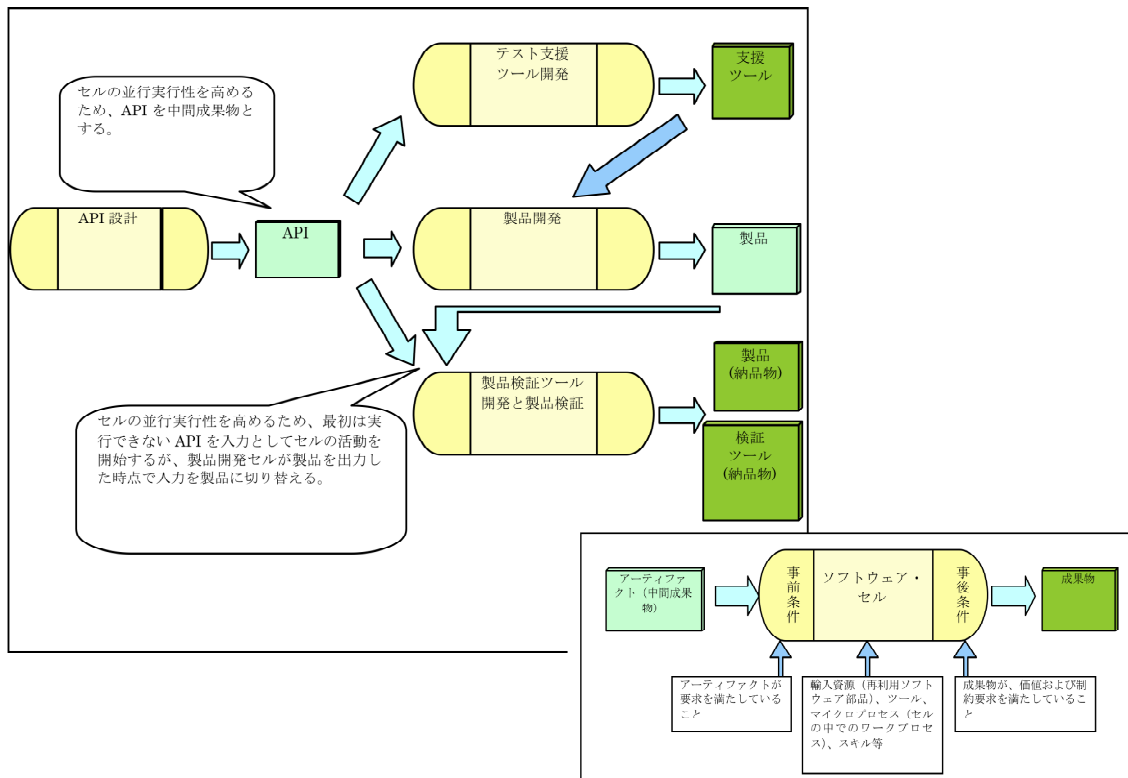 テスト支援
ツール開発
支援
ツール
セルの並行実行性を高める
ため、API を中間成果物と
する。
API 設計
API
製品開発
製品
製品検証ツール
開発と製品検証
製品
(納品物)
検証
ツール
(納品物)
セルの並行実行性を高めるため、最初は実
行できない API を入力としてセルの活動を
開始するが、製品開発セルが製品を出力し
た時点で入力を製品に切り替える。
アーティファ
クト（中間成果
物）
事前条件
ソフトウェア・
セル
事後条件
成果物
アーティファクトが
要求を満たしている
こと
輸入資源（再利用ソフト
ウェア部品）、ツール、
マイクロプロセス（セル
の中でのワークプロセ
ス）、スキル等
成果物が、価値および制
約要求を満たしているこ
と